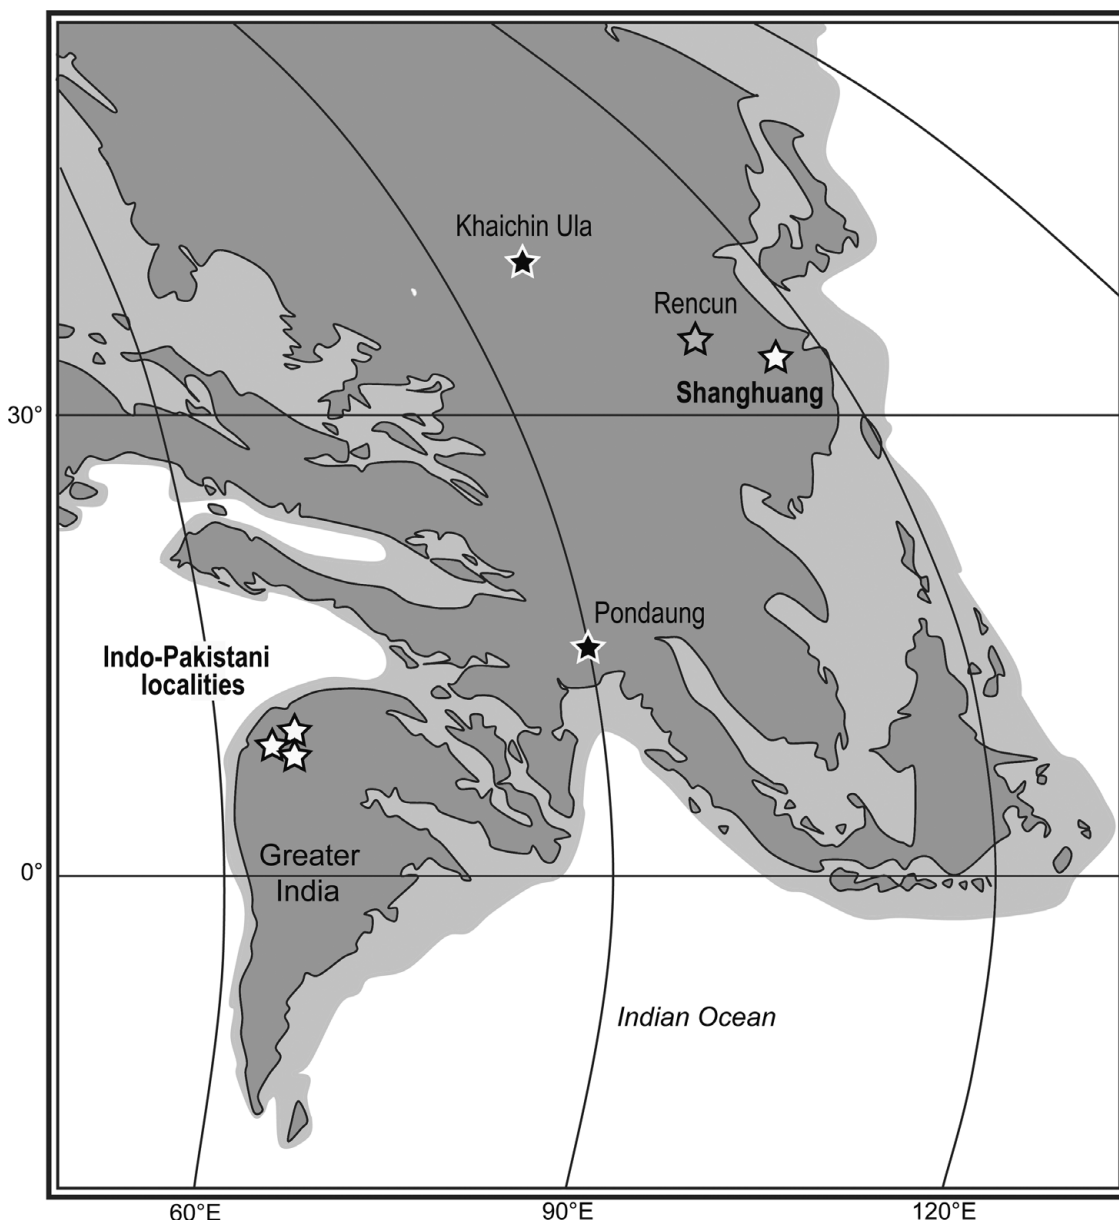 Khaichin Ula
Rencun
Shanghuang
30°
Pondaung
Indo-Pakistani
localities
Greater
India
0°
Indian Ocean
60°E
90°E
120°E